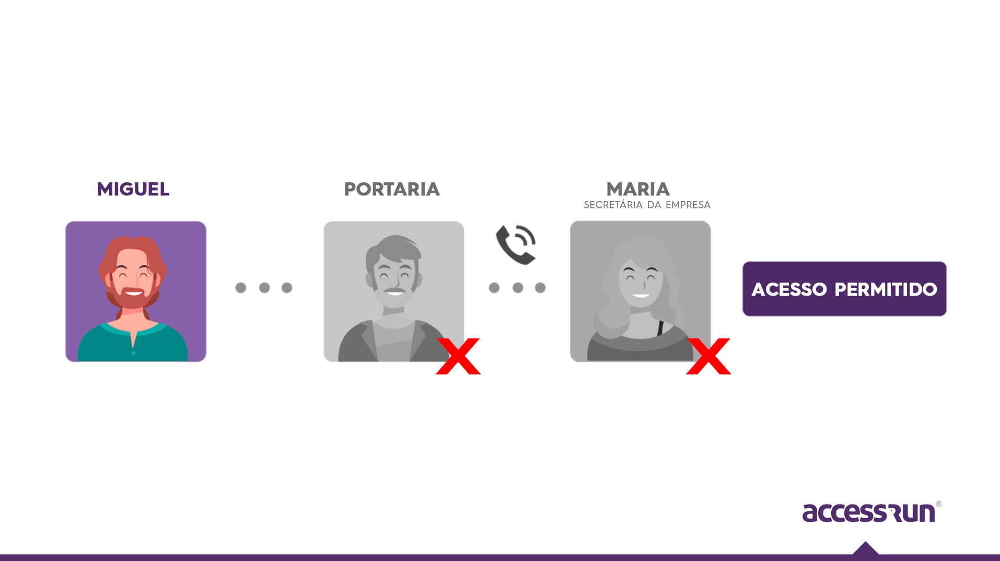 MIGUEL
PORTARIA
MARIA
SECRETÁRIA DA EMPRESA
ACESSO PERMITIDO
accessrun®